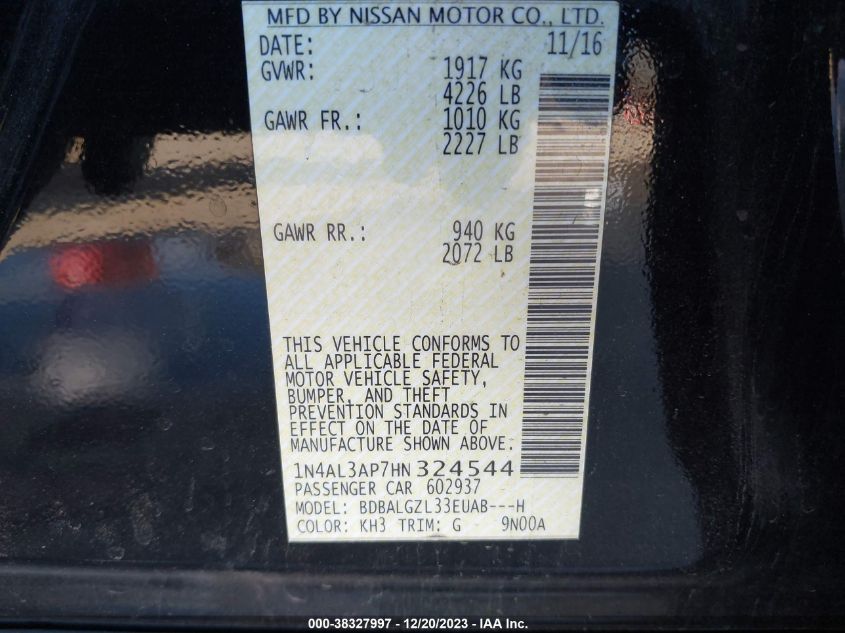 MFD BY NISSAN MOTOR CO., LTD.
DATE: 11/16
GVWR: 1917 KG
4226 LB
GAWR FR.: 1010 KG
2227 LB
GAWR RR.: 940 KG
2072 LB
THIS VEHICLE CONFORMS TO
ALL APPLICABLE FEDERAL
MOTOR VEHICLE SAFETY,
BUMPER, AND THEFT
PREVENTION STANDARDS IN
EFFECT ON THE DATE OF
MANUFACTURE SHOWN ABOVE.
1N4AL3AP7HN324544
PASSENGER CAR 602937
MODEL: BDBALGZL33EUAB---H
COLOR: KH3 TRIM: G 9N00A
000-38327997 - 12/20/2023 - IAA Inc.